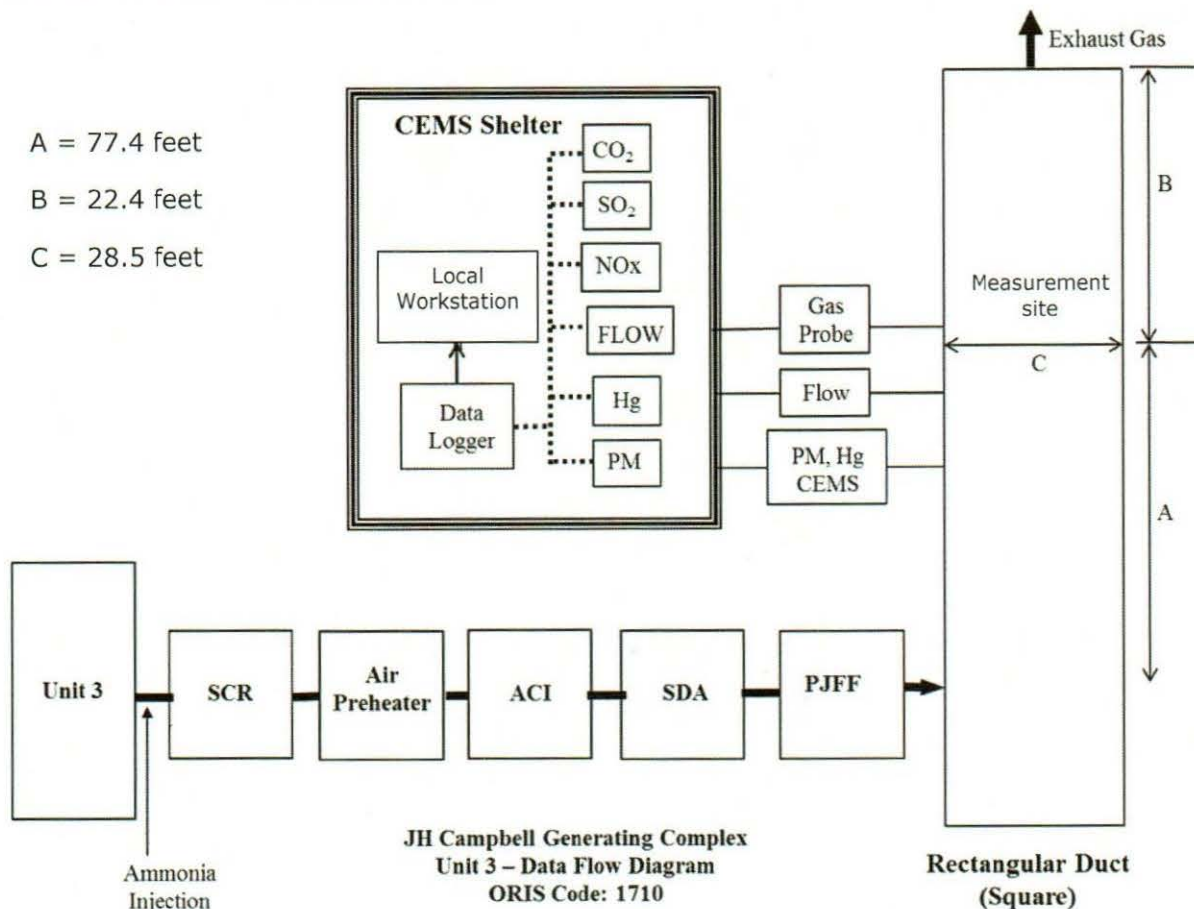 Exhaust Gas
A = 77.4 feet
B = 22.4 feet
C = 28.5 feet
CEMS Shelter
CO₂
SO₂
NOx
FLOW
Hg
PM
Local
Workstation
Data
Logger
Gas
Probe
Flow
PM, Hg
CEMS
Measurement
site
C
B
A
Unit 3
SCR
Air
Preheater
ACI
SDA
PJFF
Ammonia
Injection
JH Campbell Generating Complex
Unit 3 – Data Flow Diagram
ORIS Code: 1710
Rectangular Duct
(Square)